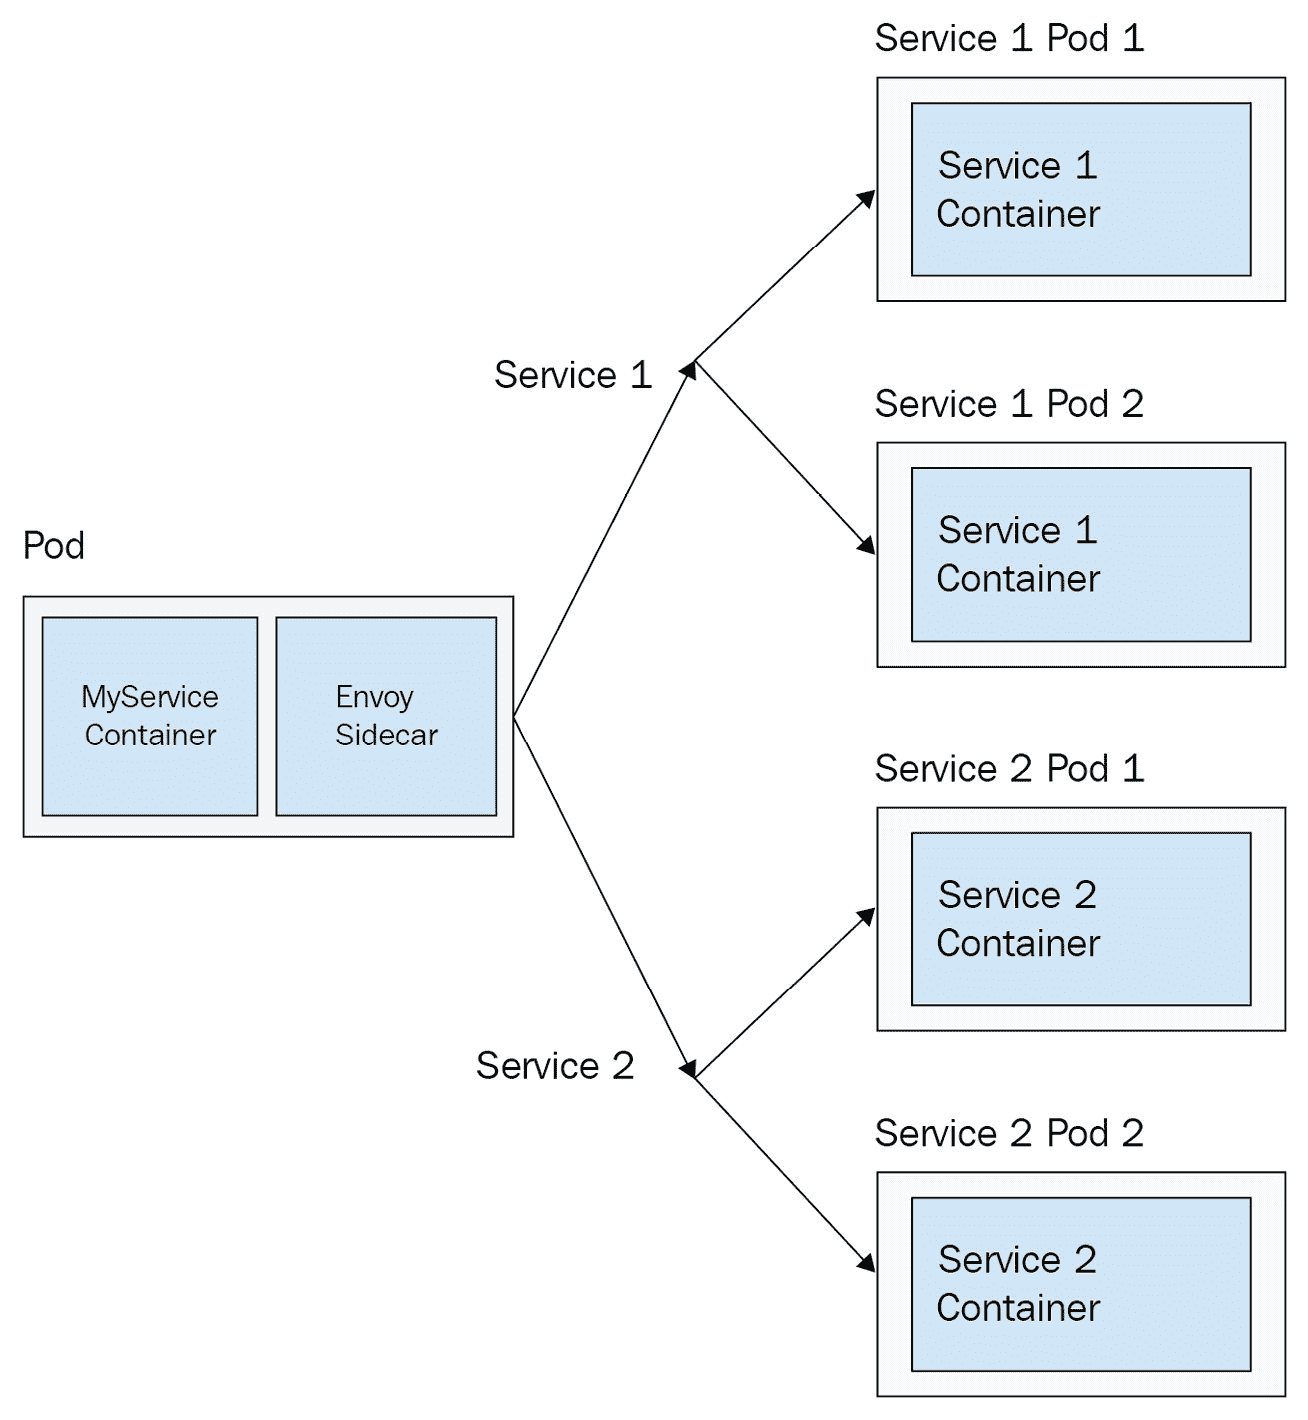 Service 1 Pod 1
Service 1
Container
Service 1
Service 1 Pod 2
Service 1
Container
Pod
MyService
Container
Envoy
Sidecar
Service 2 Pod 1
Service 2
Container
Service 2
Service 2 Pod 2
Service 2
Container